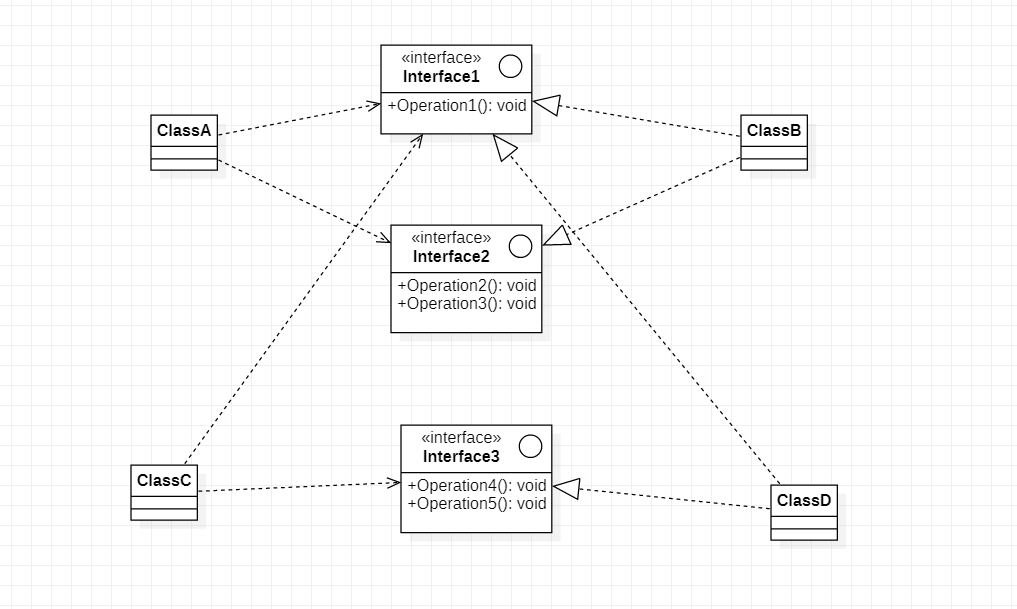 «interface»
Interface1
+Operation1(): void
ClassA
ClassB
«interface»
Interface2
+Operation2(): void
+Operation3(): void
«interface»
Interface3
+Operation4(): void
+Operation5(): void
ClassC
ClassD